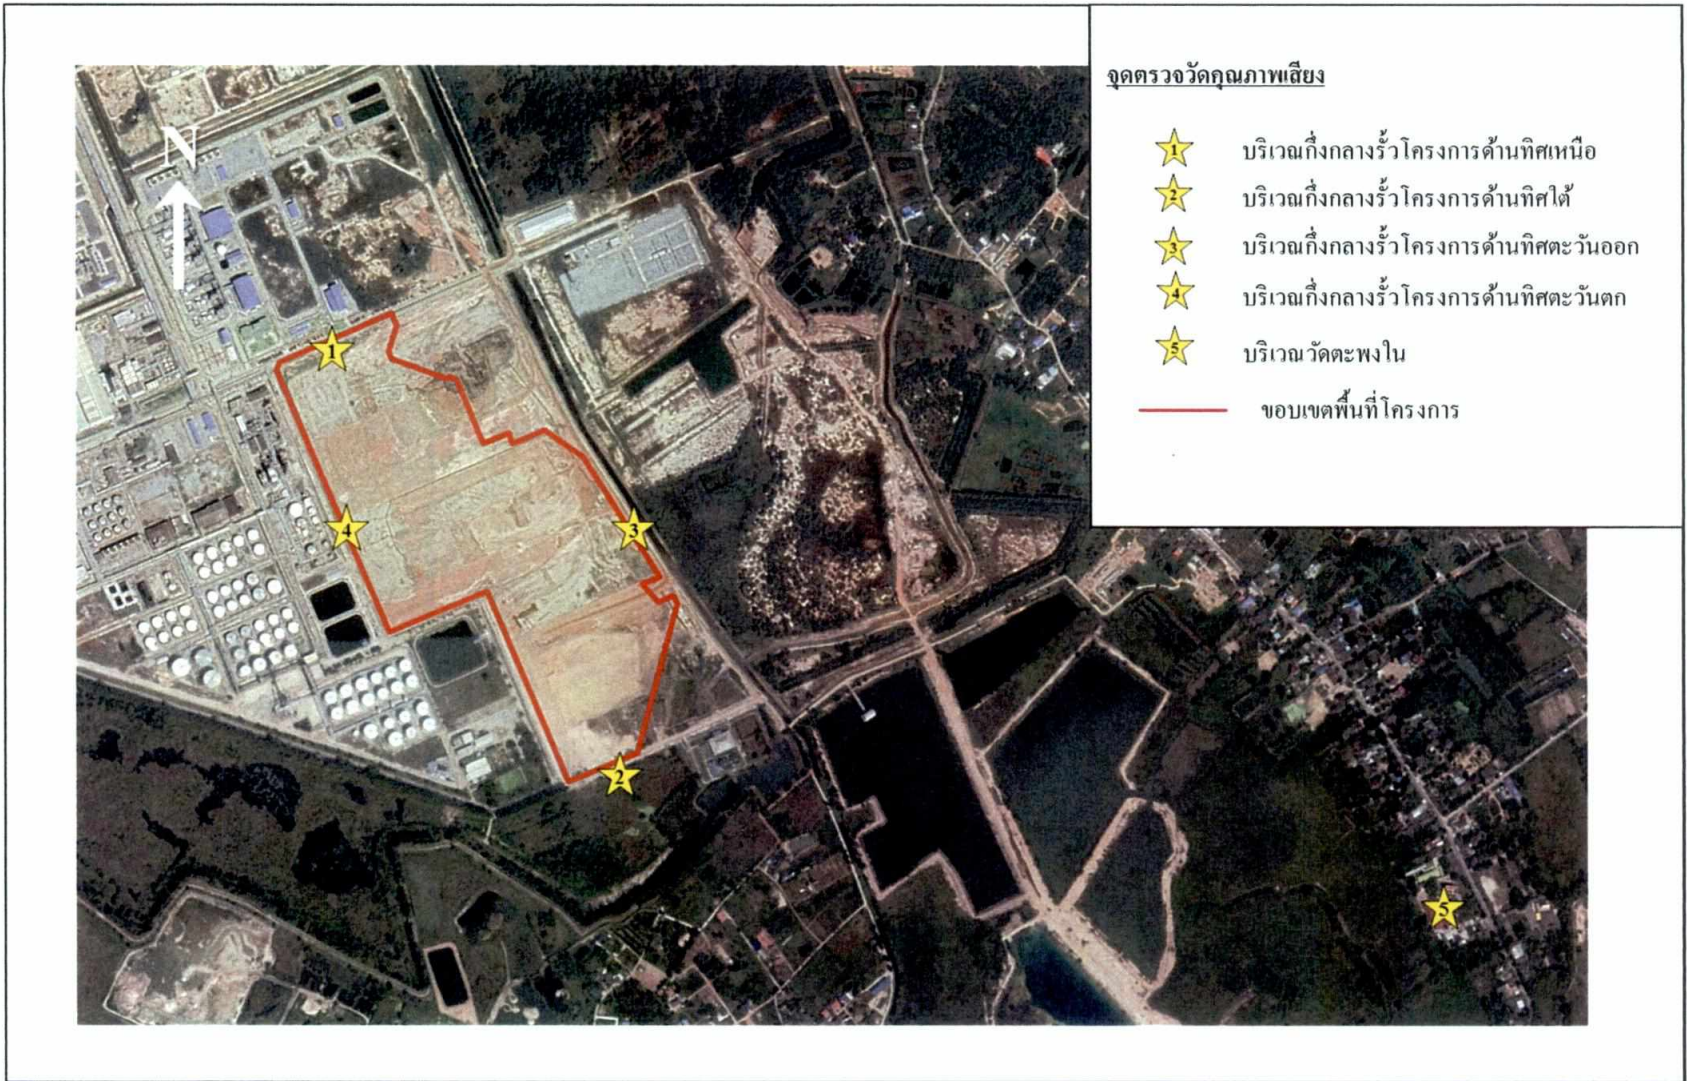 จุดตรวจวัดคุณภาพเสียง
1 บริเวณกึ่งกลางรั้วโครงการด้านทิศเหนือ
2 บริเวณกึ่งกลางรั้วโครงการด้านทิศใต้
3 บริเวณกึ่งกลางรั้วโครงการด้านทิศตะวันออก
4 บริเวณกึ่งกลางรั้วโครงการด้านทิศตะวันตก
5 บริเวณวัดตะพงใน
ขอบเขตพื้นที่โครงการ
N
1
4
3
2
5